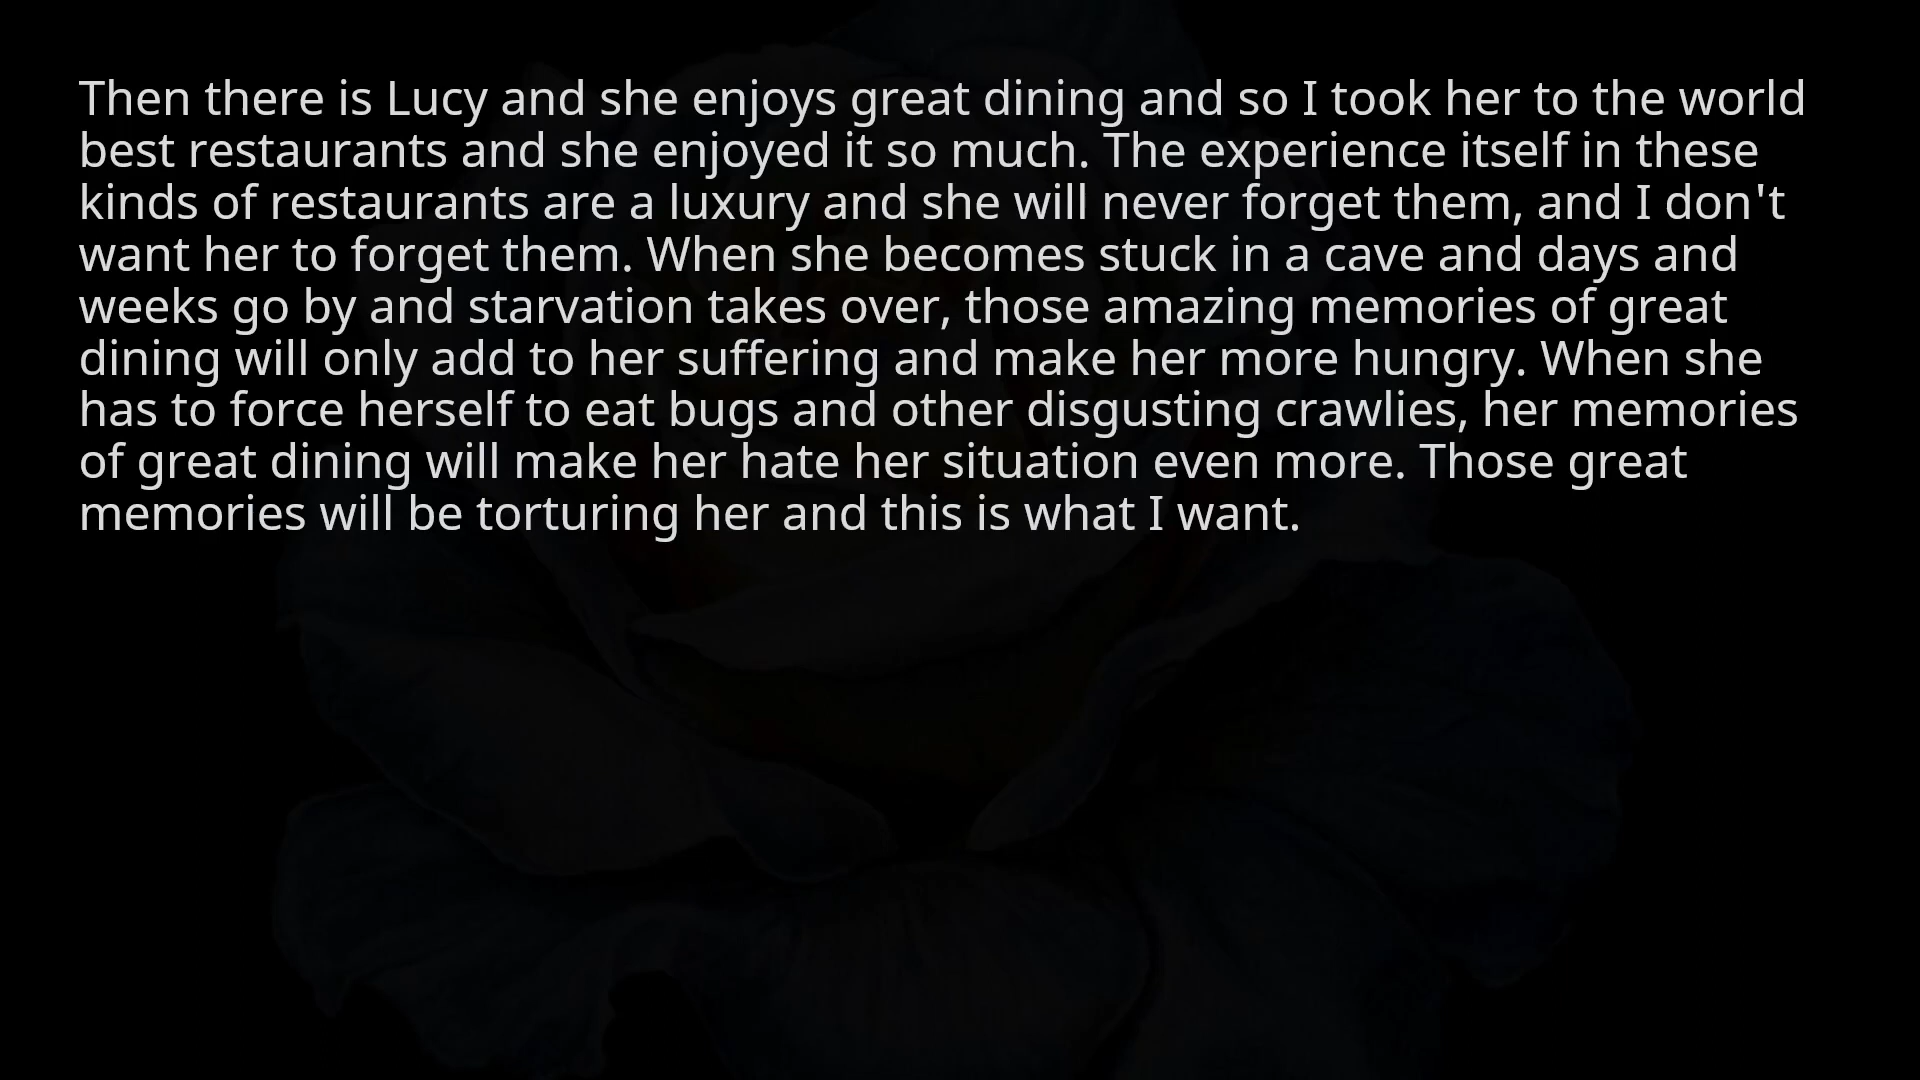 Then there is Lucy and she enjoys great dining and so I took her to the world
best restaurants and she enjoyed it so much. The experience itself in these
kinds of restaurants are a luxury and she will never forget them, and I don't
want her to forget them. When she becomes stuck in a cave and days and
weeks go by and starvation takes over, those amazing memories of great
dining will only add to her suffering and make her more hungry. When she
has to force herself to eat bugs and other disgusting crawlies, her memories
of great dining will make her hate her situation even more. Those great
memories will be torturing her and this is what I want.